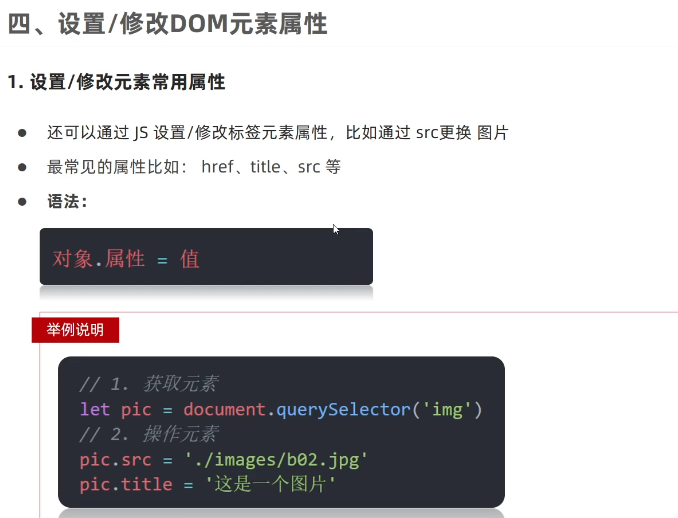 四、设置/修改DOM元素属性
1. 设置/修改元素常用属性
● 还可以通过 JS 设置/修改标签元素属性，比如通过 src更换 图片
● 最常见的属性比如： href、title、src 等
● 语法：
对象.属性 = 值
举例说明
// 1. 获取元素
let pic = document.querySelector('img')
// 2. 操作元素
pic.src = './images/b02.jpg'
pic.title = '这是一个图片'